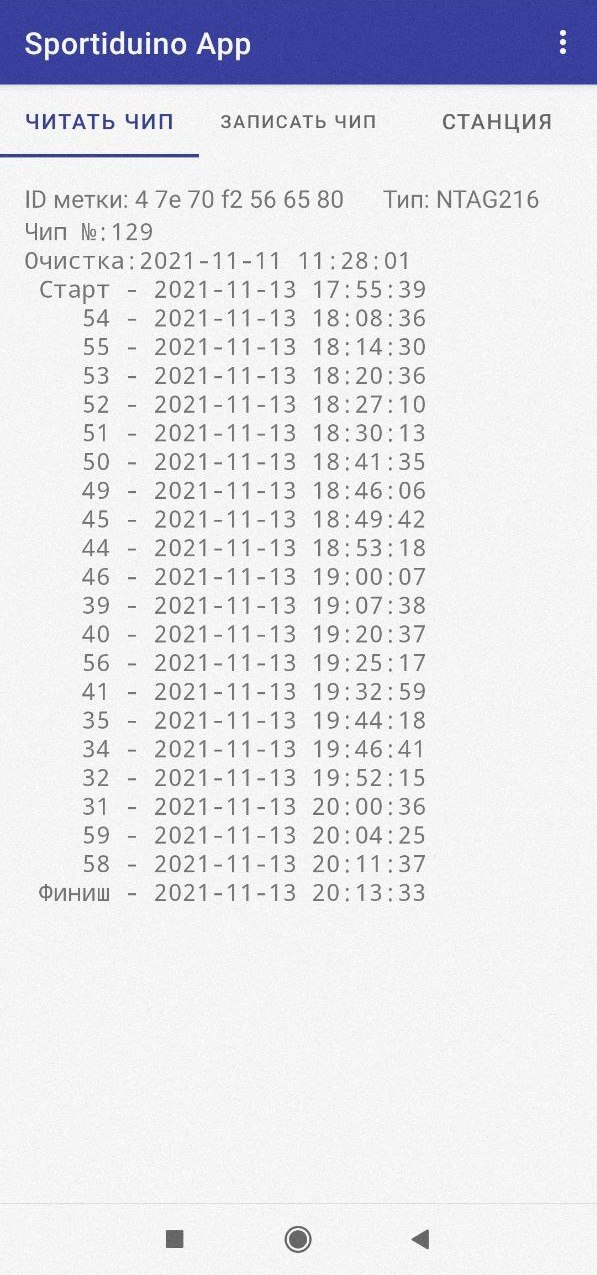 Sportiduino App
ЧИТАТЬ ЧИП ЗАПИСАТЬ ЧИП СТАНЦИЯ
ID метки: 4 7e 70 f2 56 65 80 Тип: NTAG216
Чип №:129
Очистка:2021-11-11 11:28:01
Старт - 2021-11-13 17:55:39
54 - 2021-11-13 18:08:36
55 - 2021-11-13 18:14:30
53 - 2021-11-13 18:20:36
52 - 2021-11-13 18:27:10
51 - 2021-11-13 18:30:13
50 - 2021-11-13 18:41:35
49 - 2021-11-13 18:46:06
45 - 2021-11-13 18:49:42
44 - 2021-11-13 18:53:18
46 - 2021-11-13 19:00:07
39 - 2021-11-13 19:07:38
40 - 2021-11-13 19:20:37
56 - 2021-11-13 19:25:17
41 - 2021-11-13 19:32:59
35 - 2021-11-13 19:44:18
34 - 2021-11-13 19:46:41
32 - 2021-11-13 19:52:15
31 - 2021-11-13 20:00:36
59 - 2021-11-13 20:04:25
58 - 2021-11-13 20:11:37
Финиш - 2021-11-13 20:13:33